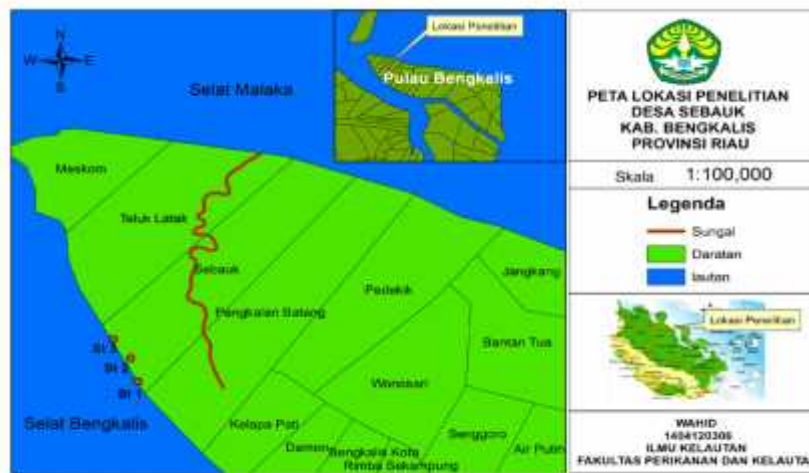 N
W E
S
Selat Malaka
Lokasi Penelitian
Pulau Bengkalis
Meskom
Teluk Latak
Sebauk
Pengkalan Batang
Pedekik
Jangkang
Bantan Tua
Wonosari
St 3
St 2
St 1
Selat Bengkalis
Kelapa Pati
Damon
Bengkalis Kota
Rimba Sekampung
Senggoro
Air Putih
PETA LOKASI PENELITIAN
DESA SEBAUK
KAB. BENGKALIS
PROVINSI RIAU
Skala 1:100,000
Legenda
Sungai
Daratan
lautan
Lokasi Penelitian
WAHID
1404120306
ILMU KELAUTAN
FAKULTAS PERIKANAN DAN KELAUTA